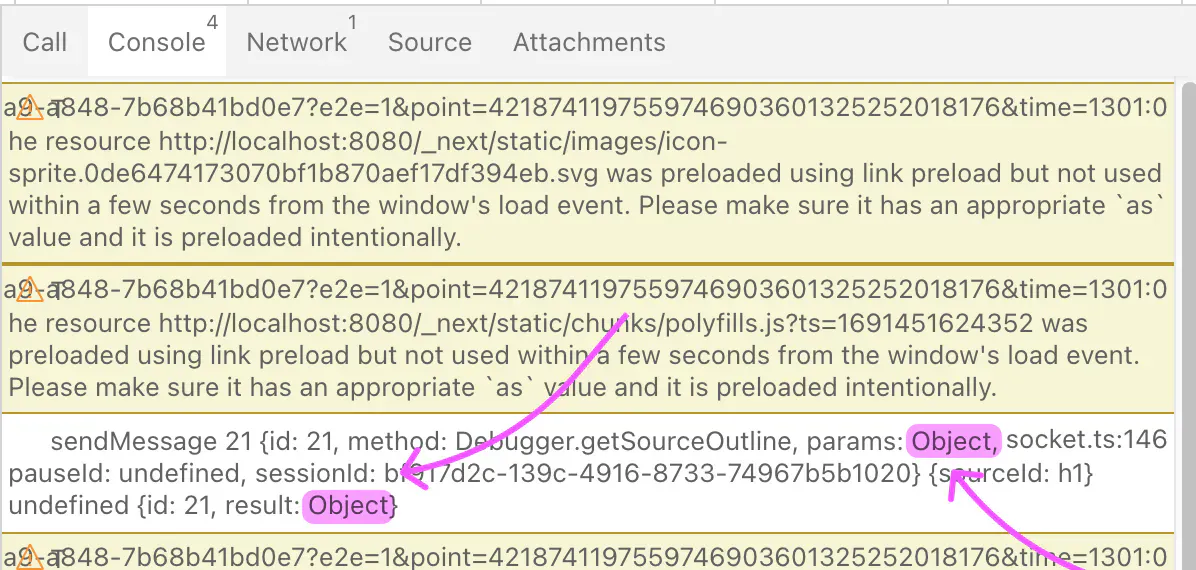 Call Console 4 Network 1 Source Attachments
a9-a848-7b68b41bd0e7?e2e=1&point=4218741197559746903601325252018176&time=1301:0
The resource http://localhost:8080/_next/static/images/icon-
sprite.0de6474173070bf1b870aef17df394eb.svg was preloaded using link preload but not used
within a few seconds from the window's load event. Please make sure it has an appropriate `as`
value and it is preloaded intentionally.
a9-a848-7b68b41bd0e7?e2e=1&point=4218741197559746903601325252018176&time=1301:0
The resource http://localhost:8080/_next/static/chunks/polyfills.js?ts=1691451624352 was
preloaded using link preload but not used within a few seconds from the window's load event.
Please make sure it has an appropriate `as` value and it is preloaded intentionally.
sendMessage 21 {id: 21, method: Debugger.getSourceOutline, params: Object, socket.ts:146
pauseId: undefined, sessionId: bf917d2c-139c-4916-8733-74967b5b1020} {sourceId: h1}
undefined {id: 21, result: Object}
a9-a848-7b68b41bd0e7?e2e=1&point=4218741197559746903601325252018176&time=1301:0